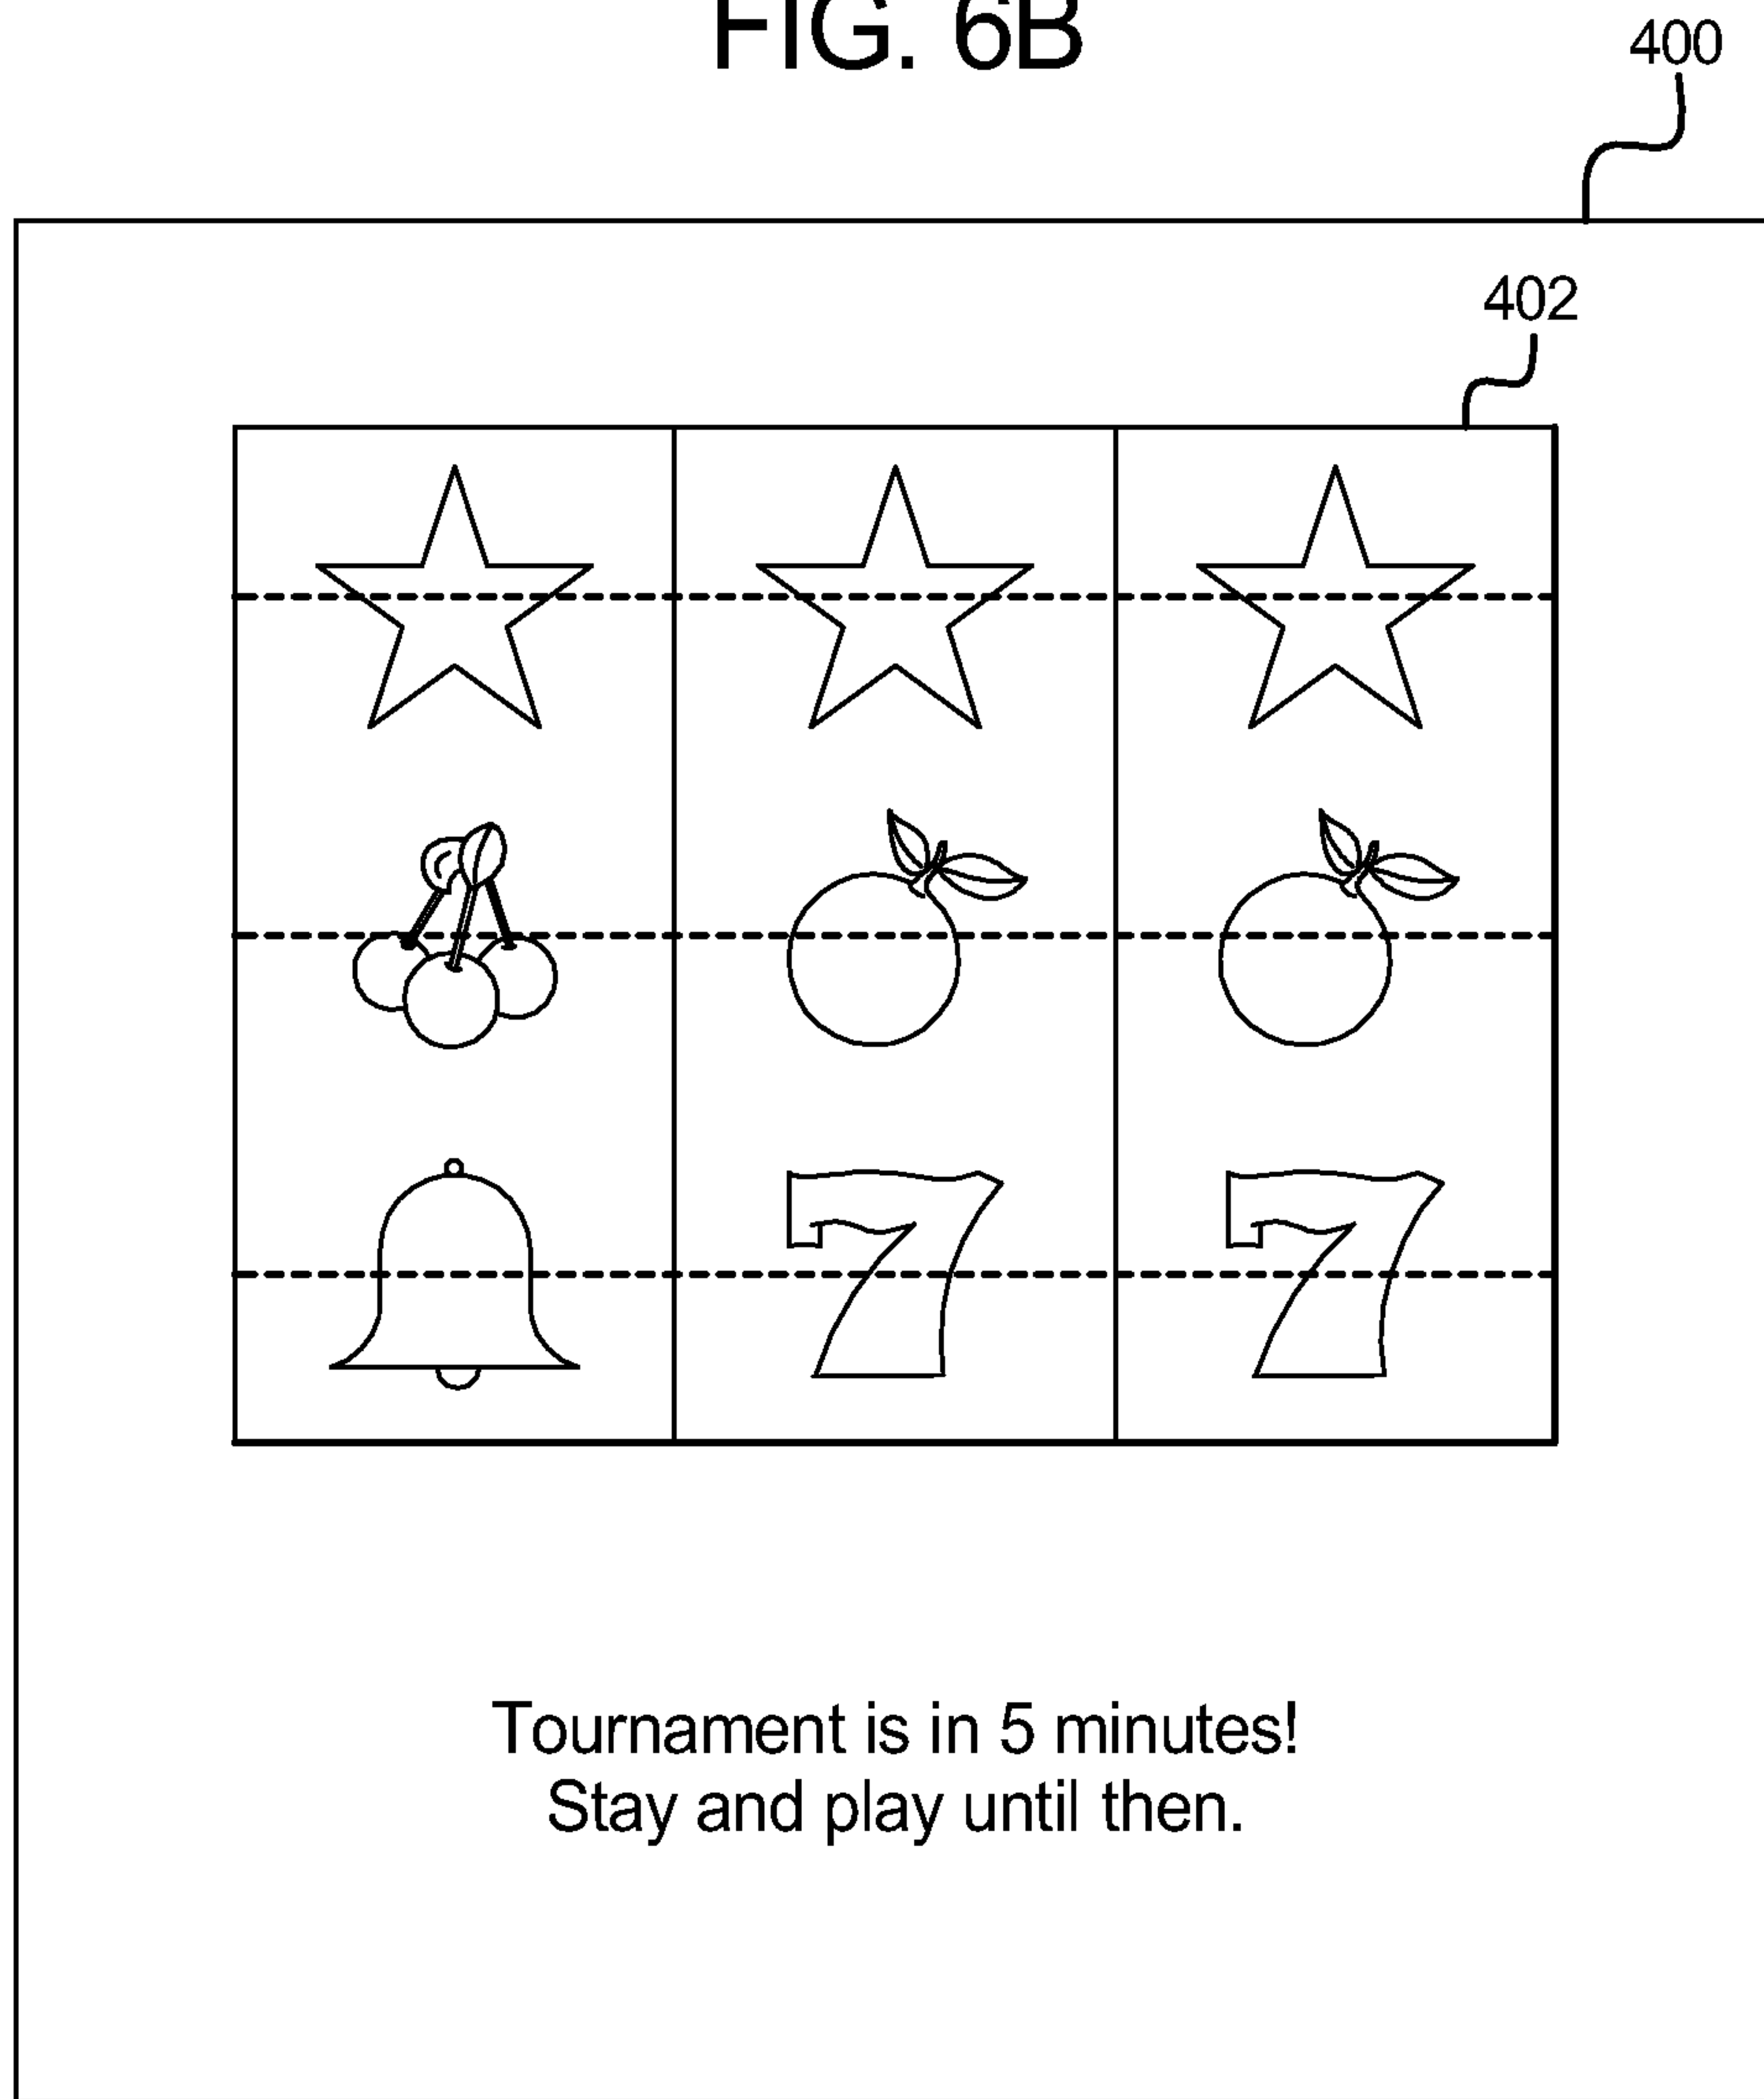 FIG. 6B
400
402
7 7
Tournament is in 5 minutes!
Stay and play until then.